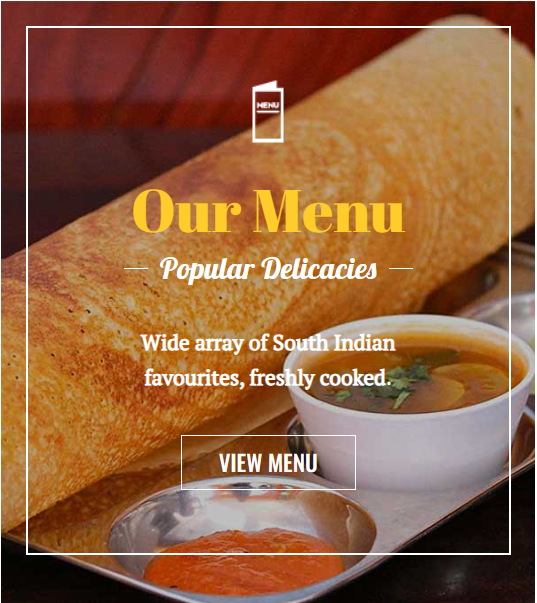 MENU
Our Menu
Popular Delicacies
Wide array of South Indian
favourites, freshly cooked.
VIEW MENU